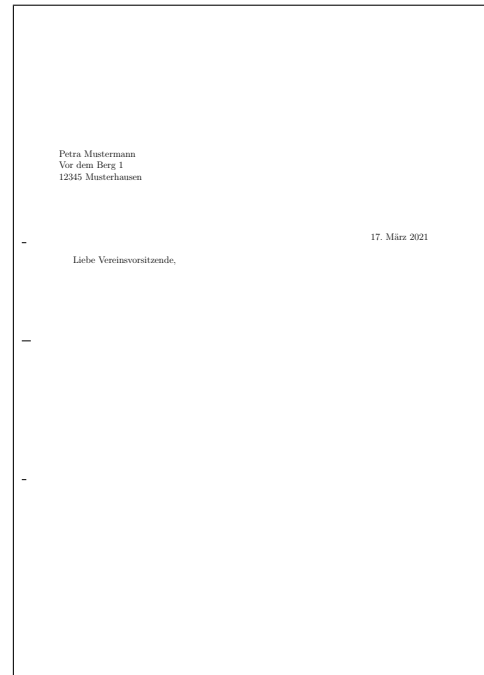 Petra Mustermann
Vor dem Berg 1
12345 Musterhausen
17. März 2021
Liebe Vereinsvorsitzende,